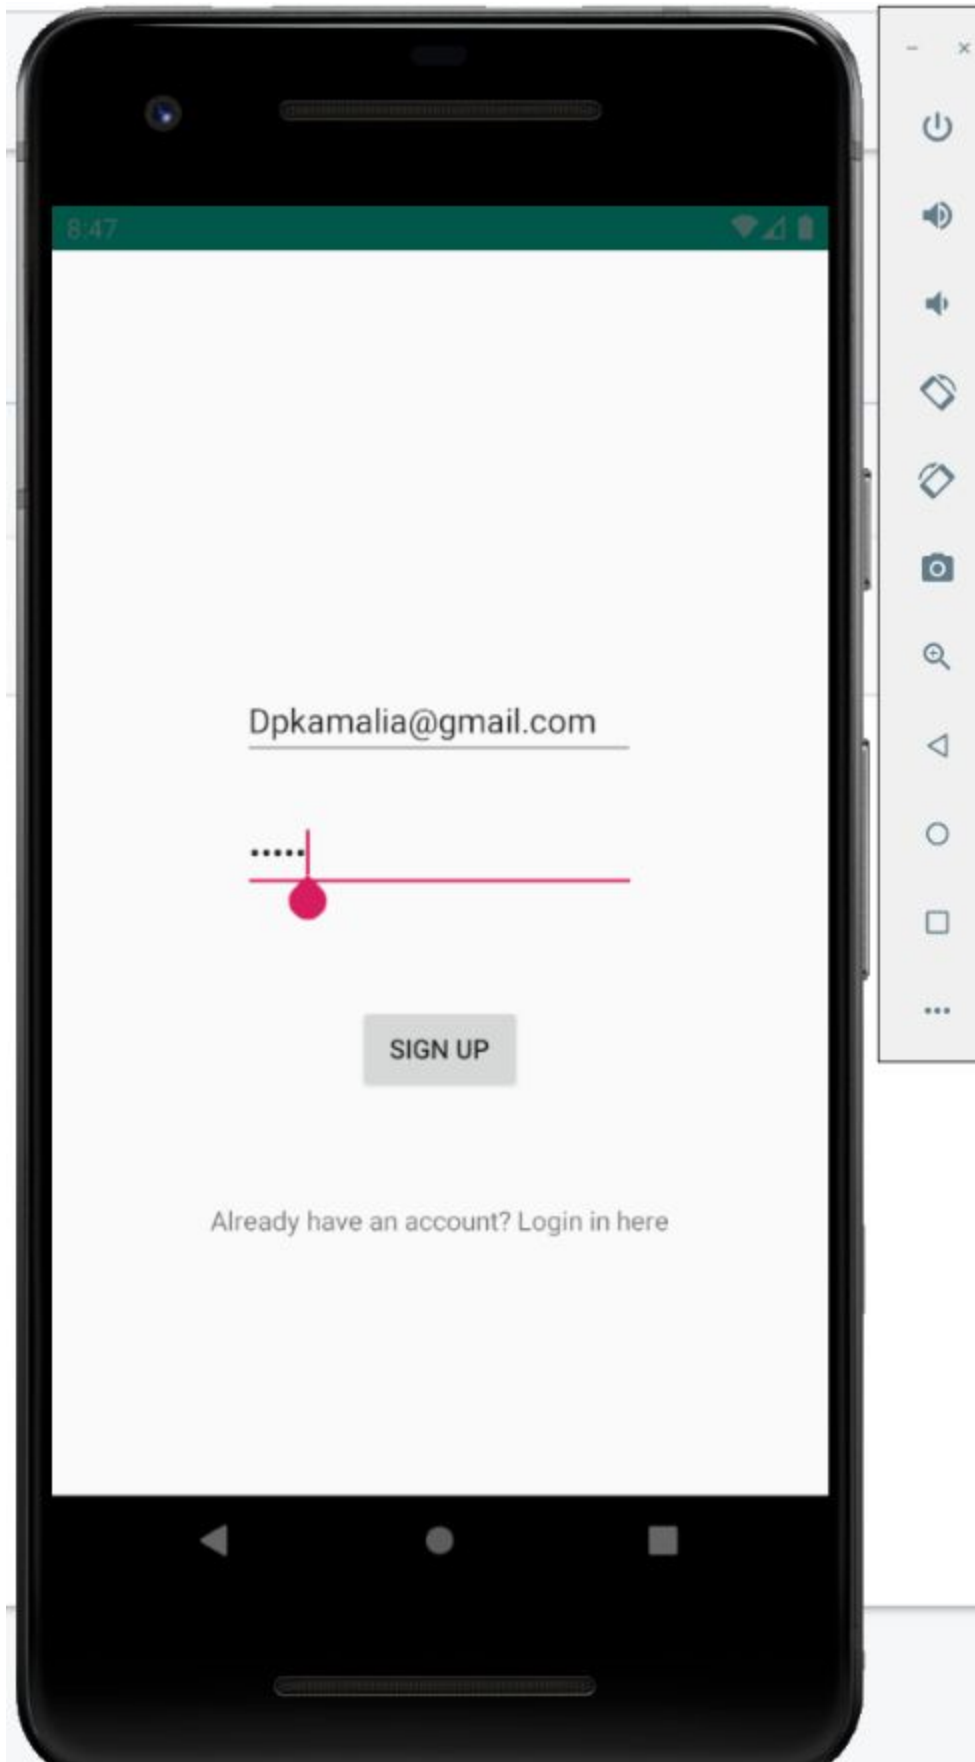 8:47
Dpkamalia@gmail.com
•••••
SIGN UP
Already have an account? Login in here